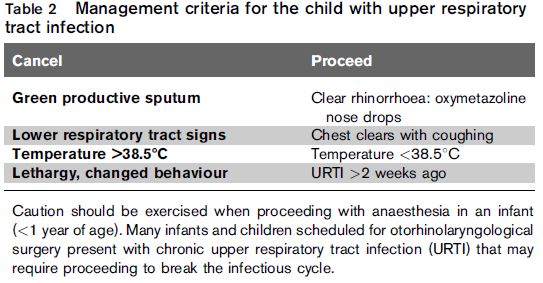 Table 2 Management criteria for the child with upper respiratory
tract infection
Cancel Proceed
Green productive sputum Clear rhinorrhoea: oxymetazoline
nose drops
Lower respiratory tract signs Chest clears with coughing
Temperature >38.5°C Temperature <38.5°C
Lethargy, changed behaviour URTI >2 weeks ago
Caution should be exercised when proceeding with anaesthesia in an infant
(<1 year of age). Many infants and children scheduled for otorhinolaryngological
surgery present with chronic upper respiratory tract infection (URTI) that may
require proceeding to break the infectious cycle.